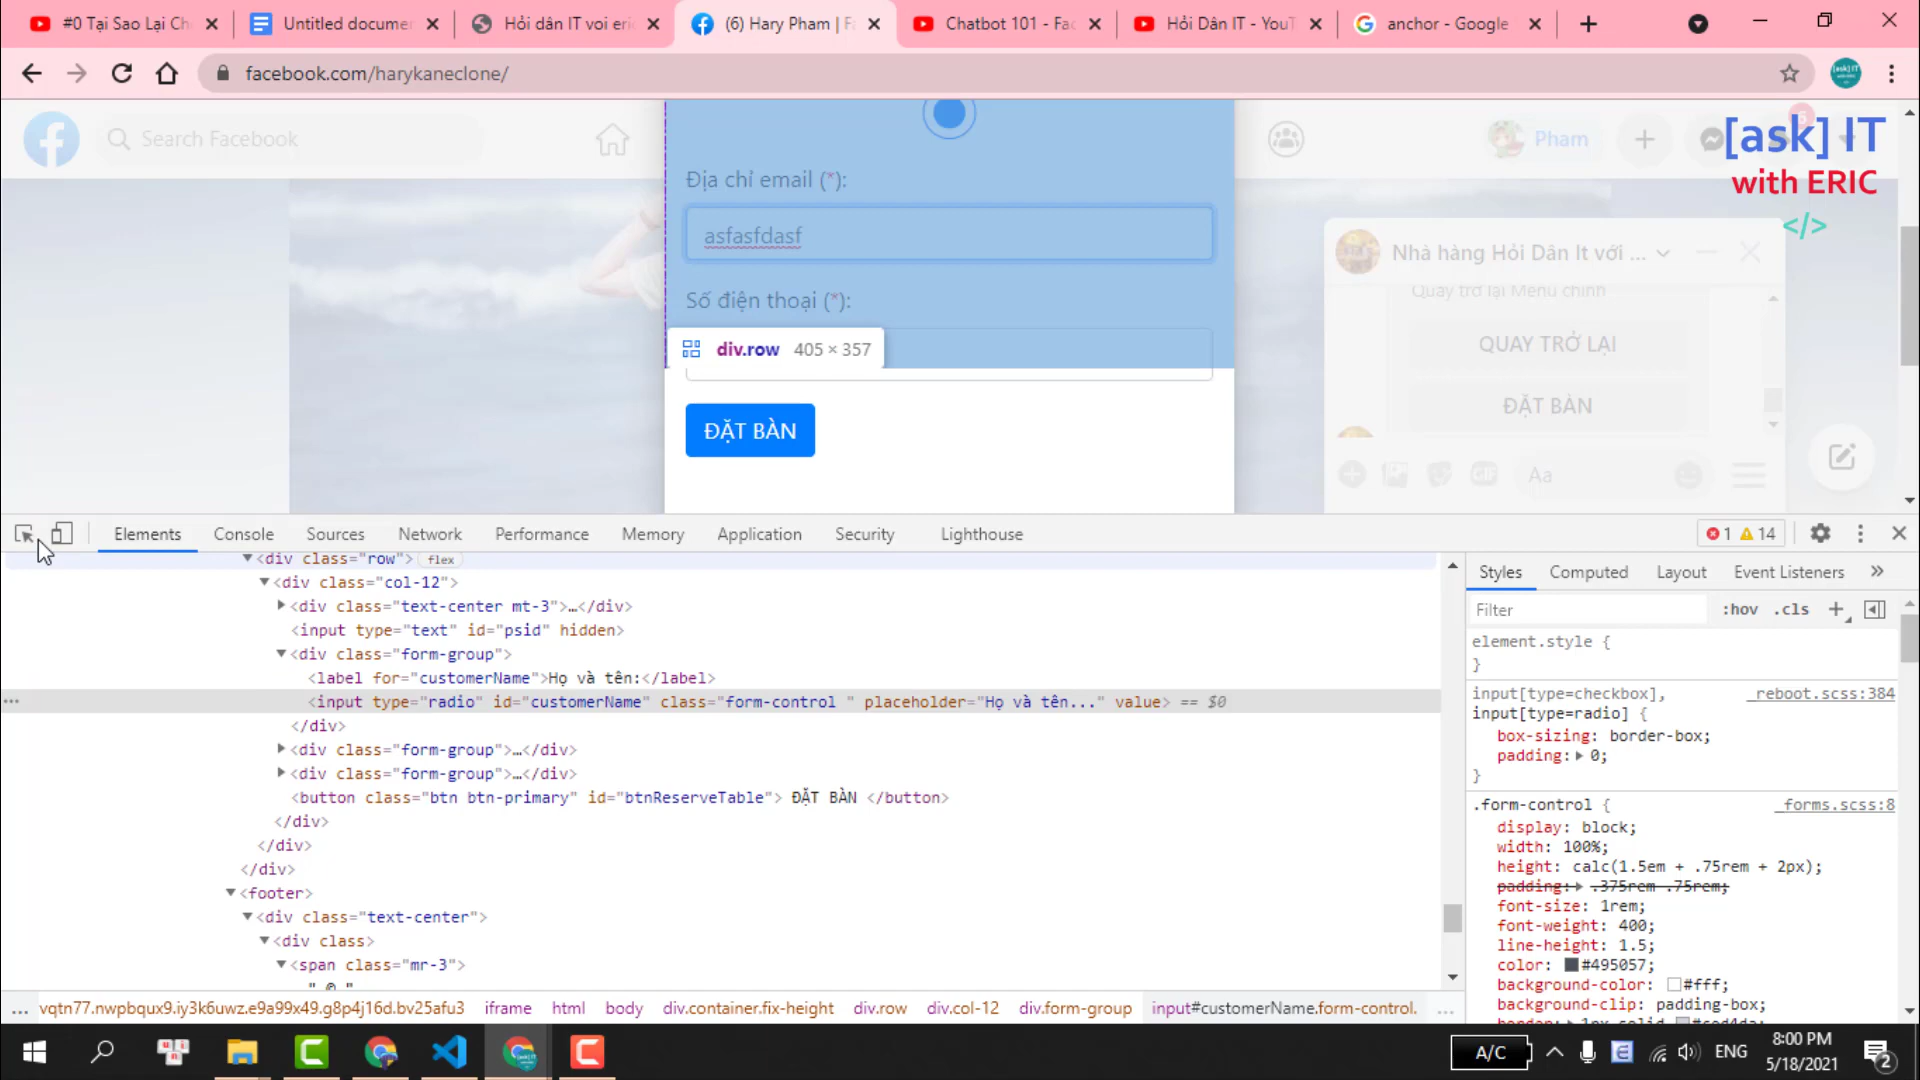 #0 Tại Sao Lại Ch
Untitled documen
Hỏi dân IT voi eric
(6) Hary Pham | Fa
Chatbot 101 - Fac
Hỏi Dân IT - YouT
anchor - Google
facebook.com/harykaneclone/
Search Facebook
Pham
[ask] IT
with ERIC
</>
Địa chỉ email (*):
asfasfdasf
Số điện thoại (*):
div.row 405 × 357
ĐẶT BÀN
Nhà hàng Hỏi Dân It với ...
Quay trở lại Menu chính
QUAY TRỞ LẠI
ĐẶT BÀN
GIF
Aa
Elements Console Sources Network Performance Memory Application Security Lighthouse
1 14
<div class="row"> flex
<div class="col-12">
<div class="text-center mt-3">…</div>
<input type="text" id="psid" hidden>
<div class="form-group">
<label for="customerName">Họ và tên:</label>
... <input type="radio" id="customerName" class="form-control " placeholder="Họ và tên..." value> == $0
</div>
<div class="form-group">…</div>
<div class="form-group">…</div>
<button class="btn btn-primary" id="btnReserveTable"> ĐẶT BÀN </button>
</div>
</div>
</div>
<footer>
<div class="text-center">
<div class>
<span class="mr-3">
" © "
... vqtn77.nwpbqux9.iy3k6uwz.e9a99x49.g8p4j16d.bv25afu3 iframe html body div.container.fix-height div.row div.col-12 div.form-group input#customerName.form-control. ...
Styles Computed Layout Event Listeners »
Filter :hov .cls +
element.style {
}
input[type=checkbox], _reboot.scss:384
input[type=radio] {
box-sizing: border-box;
padding: 0;
}
.form-control { _forms.scss:8
display: block;
width: 100%;
height: calc(1.5em + .75rem + 2px);
padding: .375rem .75rem;
font-size: 1rem;
font-weight: 400;
line-height: 1.5;
color: #495057;
background-color: #fff;
background-clip: padding-box;
border: 1px solid #ced4da;
A/C
ENG
8:00 PM
5/18/2021
2